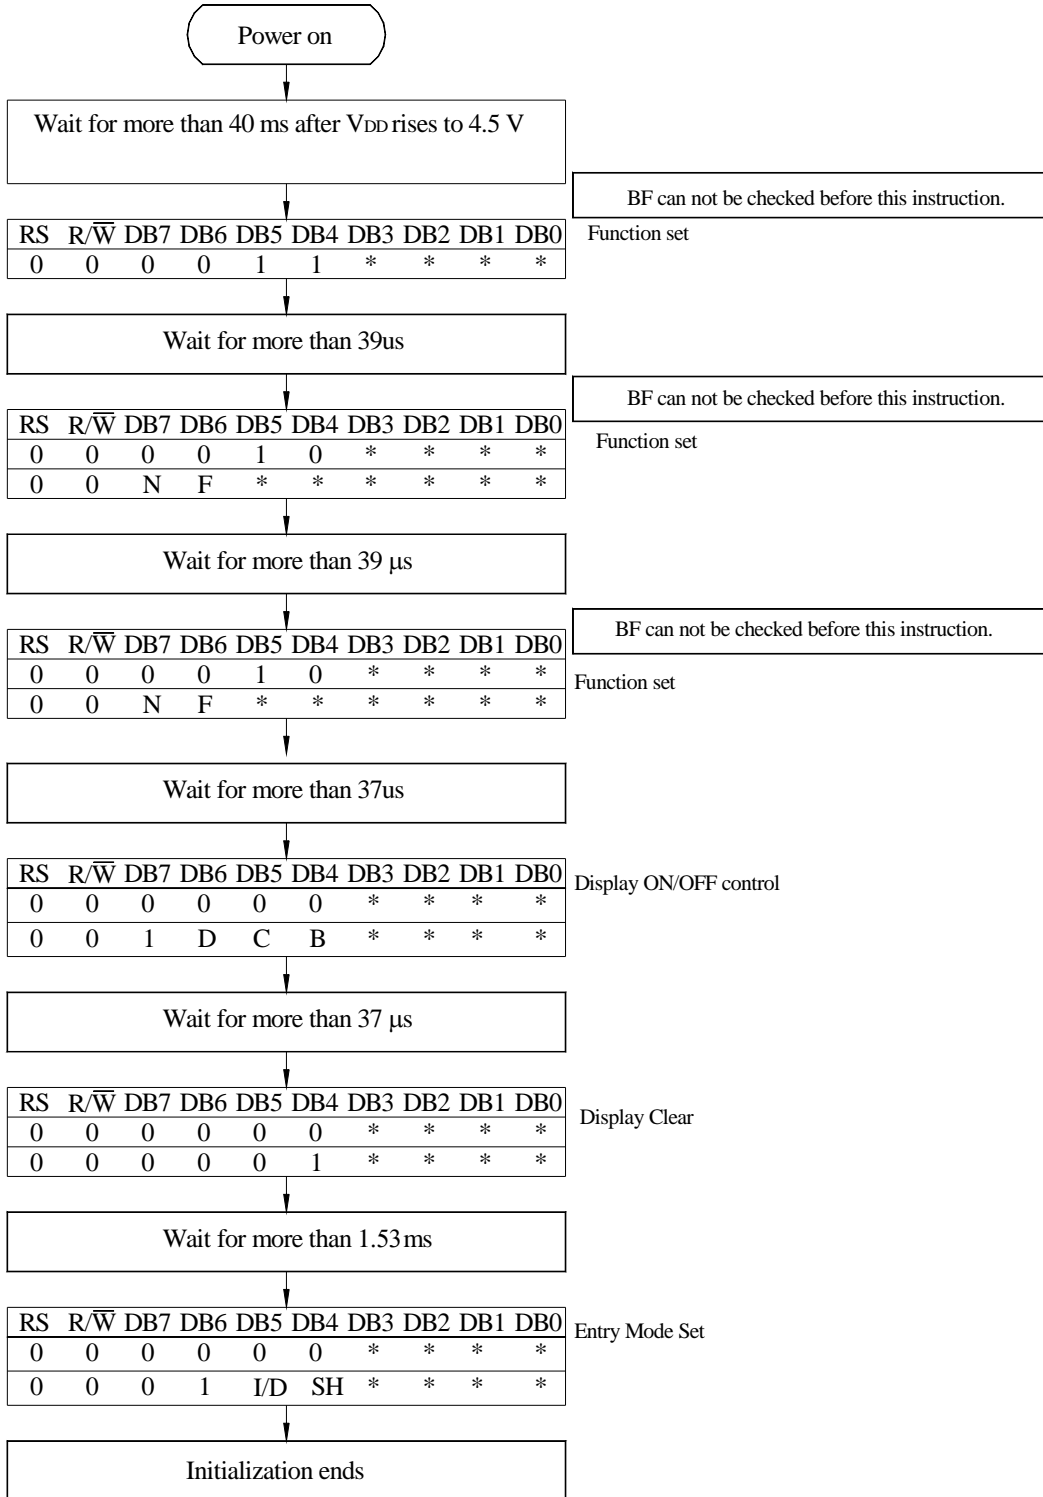 Power on
Wait for more than 40 ms after VDD rises to 4.5 V
BF can not be checked before this instruction.
RS R/W̅ DB7 DB6 DB5 DB4 DB3 DB2 DB1 DB0
Function set
0 0 0 0 1 1 * * * *
Wait for more than 39us
BF can not be checked before this instruction.
RS R/W̅ DB7 DB6 DB5 DB4 DB3 DB2 DB1 DB0
Function set
0 0 0 0 1 0 * * * *
0 0 N F * * * * * *
Wait for more than 39 µs
BF can not be checked before this instruction.
RS R/W̅ DB7 DB6 DB5 DB4 DB3 DB2 DB1 DB0
0 0 0 0 1 0 * * * *
Function set
0 0 N F * * * * * *
Wait for more than 37us
RS R/W̅ DB7 DB6 DB5 DB4 DB3 DB2 DB1 DB0
Display ON/OFF control
0 0 0 0 0 0 * * * *
0 0 1 D C B * * * *
Wait for more than 37 µs
RS R/W̅ DB7 DB6 DB5 DB4 DB3 DB2 DB1 DB0
Display Clear
0 0 0 0 0 0 * * * *
0 0 0 0 0 1 * * * *
Wait for more than 1.53ms
RS R/W̅ DB7 DB6 DB5 DB4 DB3 DB2 DB1 DB0
Entry Mode Set
0 0 0 0 0 0 * * * *
0 0 0 1 I/D SH * * * *
Initialization ends